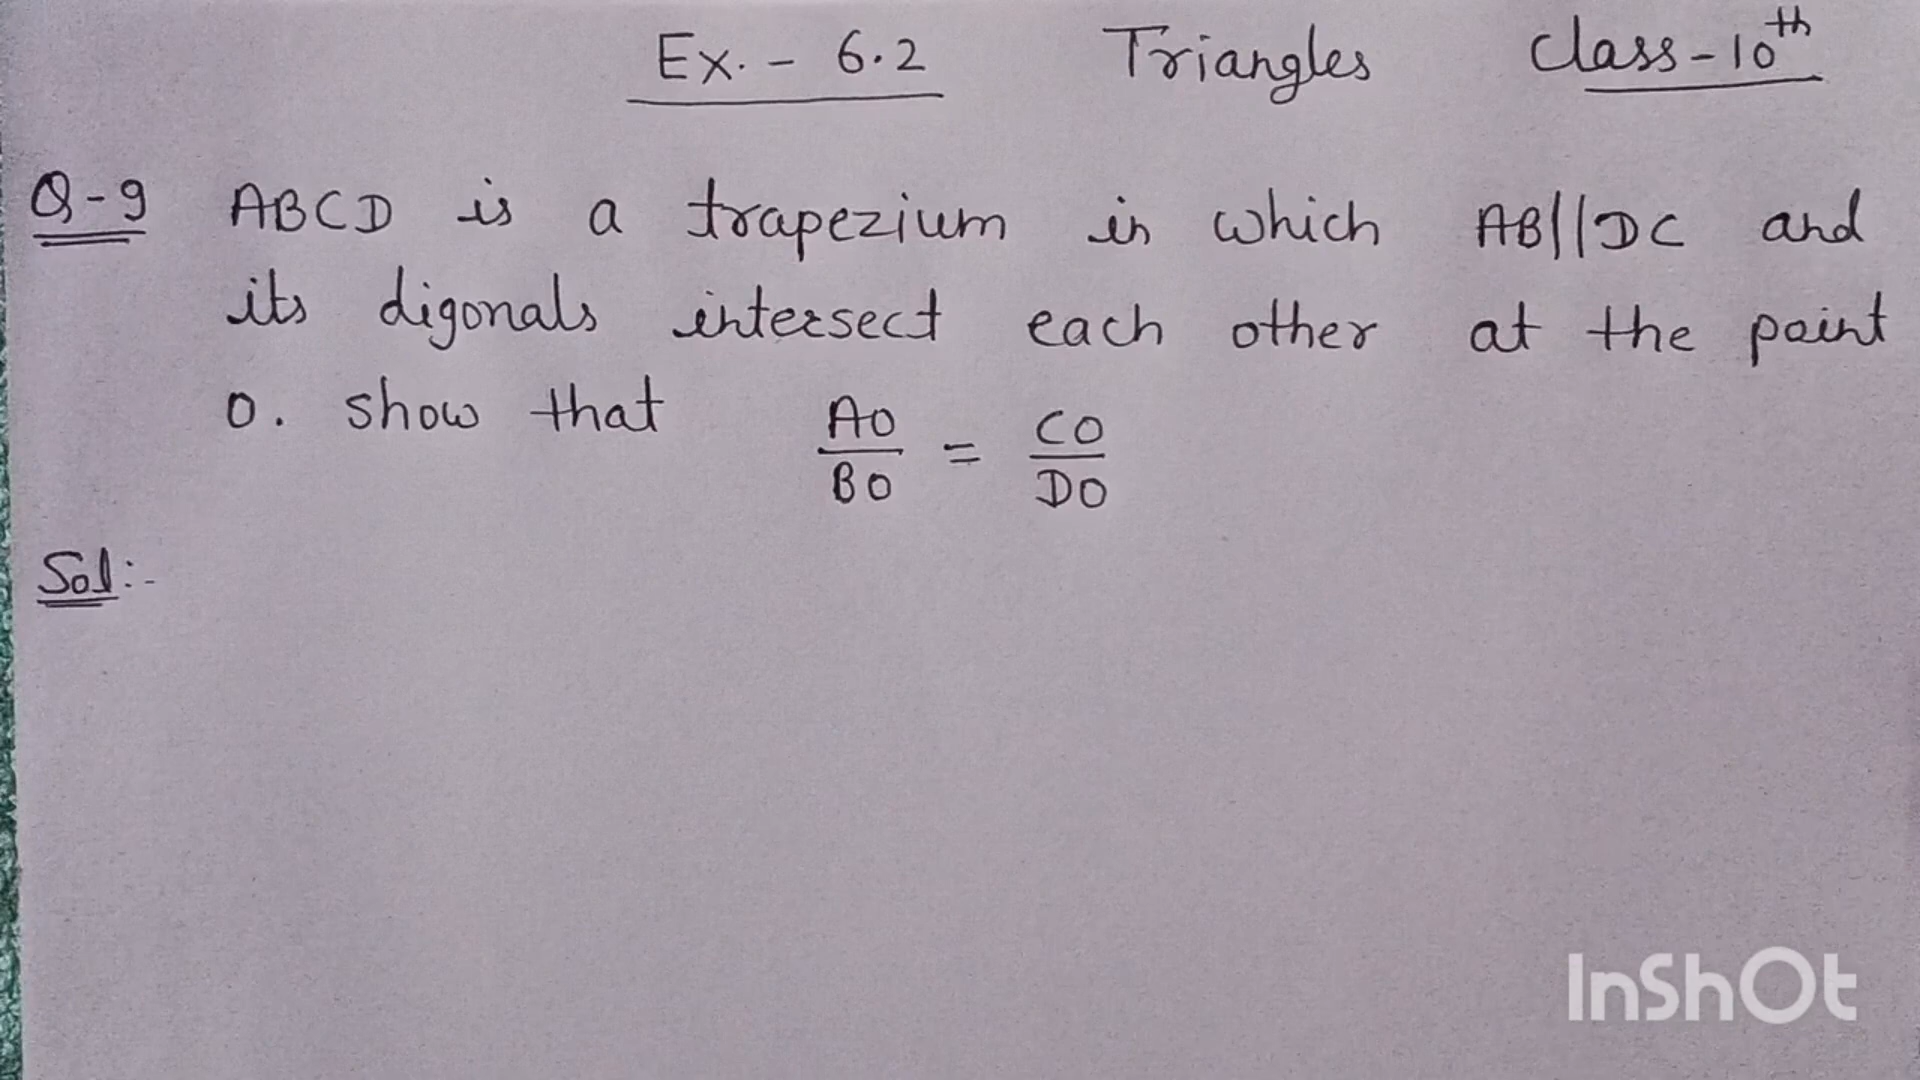 Ex. - 6.2 Triangles Class - 10th
Q-9 ABCD is a trapezium in which AB||DC and
its digonals intersect each other at the point
O. show that AO/BO = CO/DO
Sol:-
InShOt